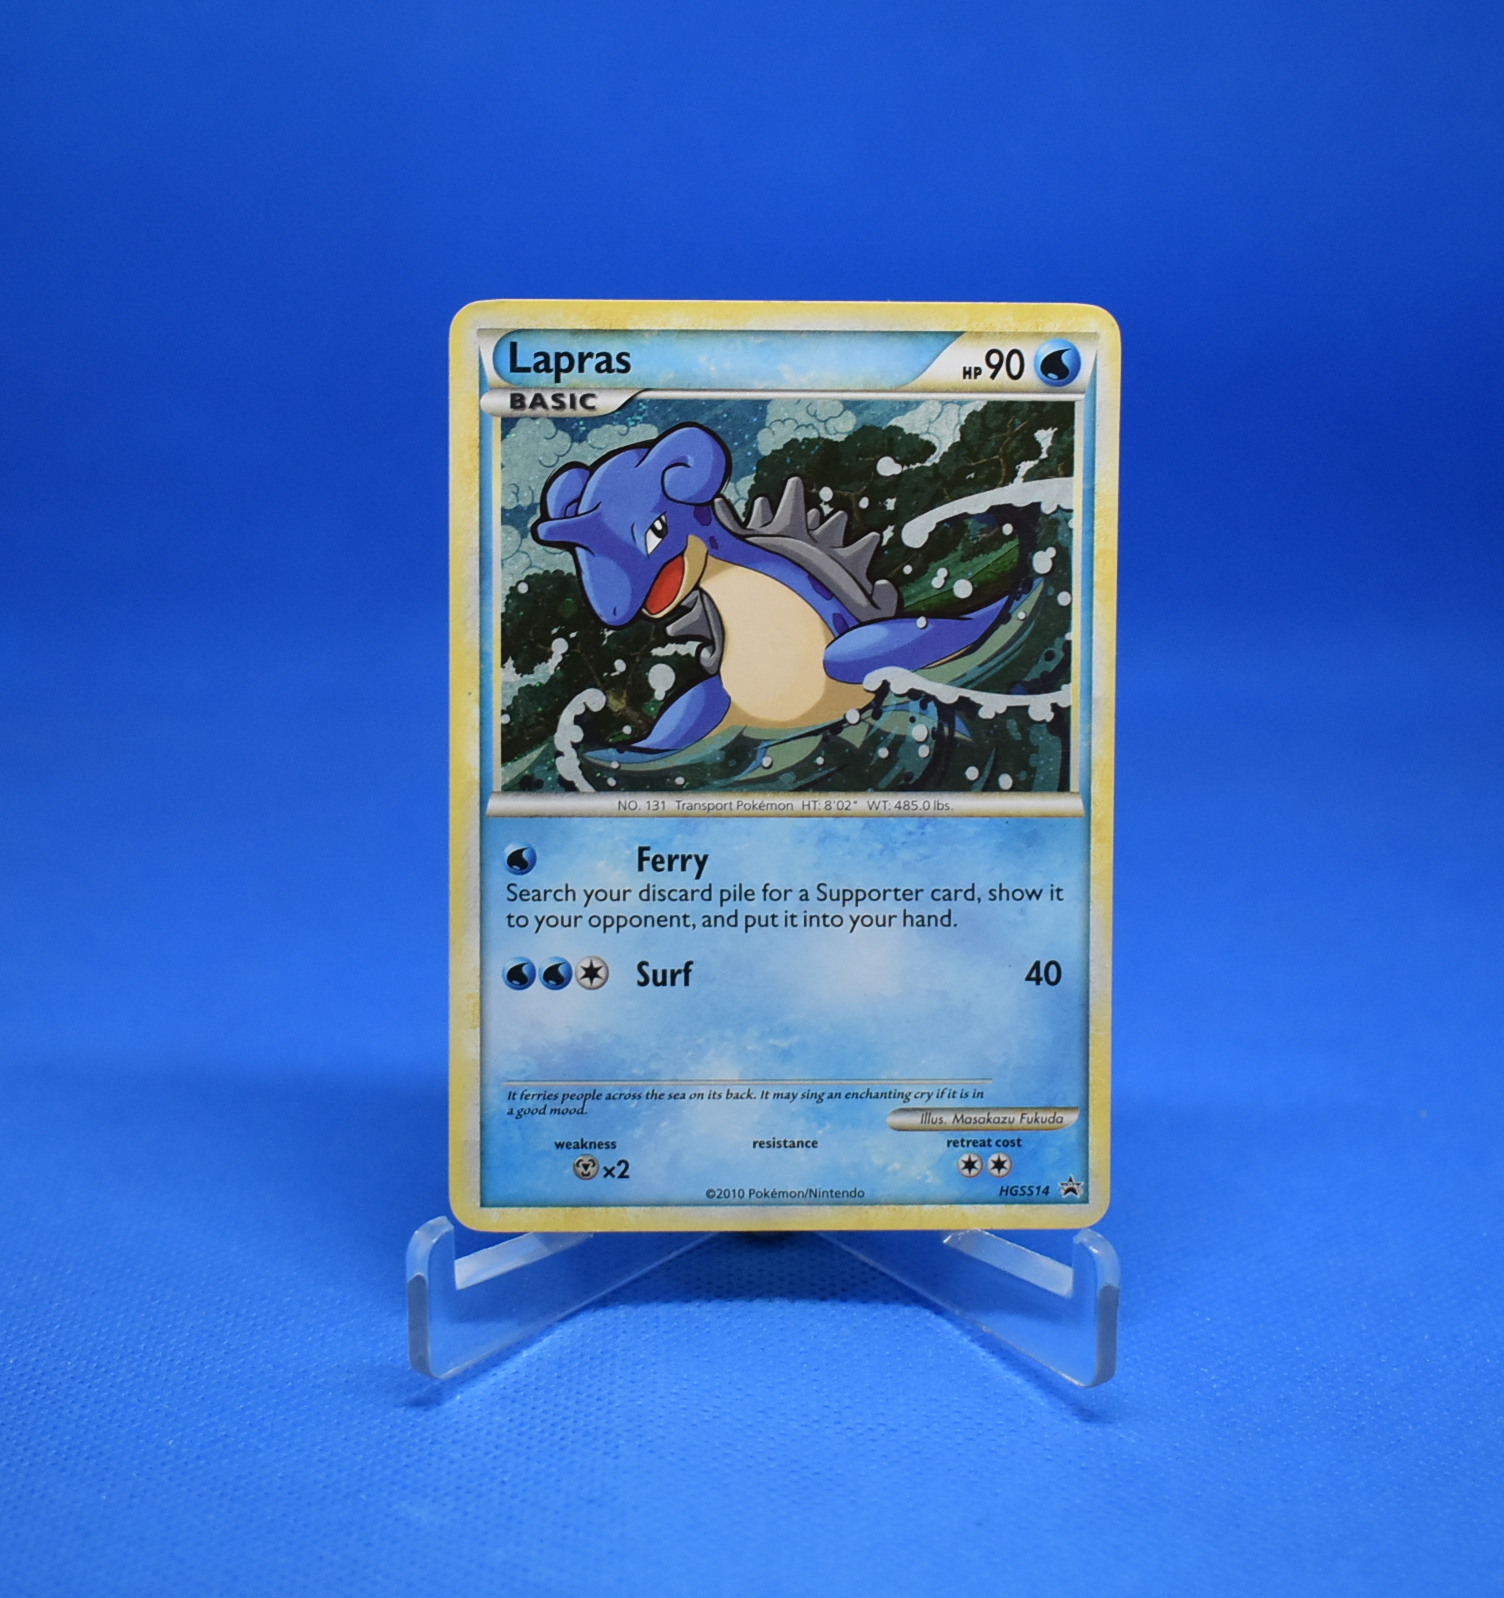 Lapras
HP 90
BASIC
NO. 131 Transport Pokémon HT: 8'02" WT: 485.0 lbs.
Ferry
Search your discard pile for a Supporter card, show it
to your opponent, and put it into your hand.
Surf 40
It ferries people across the sea on its back. It may sing an enchanting cry if it is in
a good mood.
Illus. Masakazu Fukuda
weakness resistance retreat cost
x2
©2010 Pokémon/Nintendo HGSS14